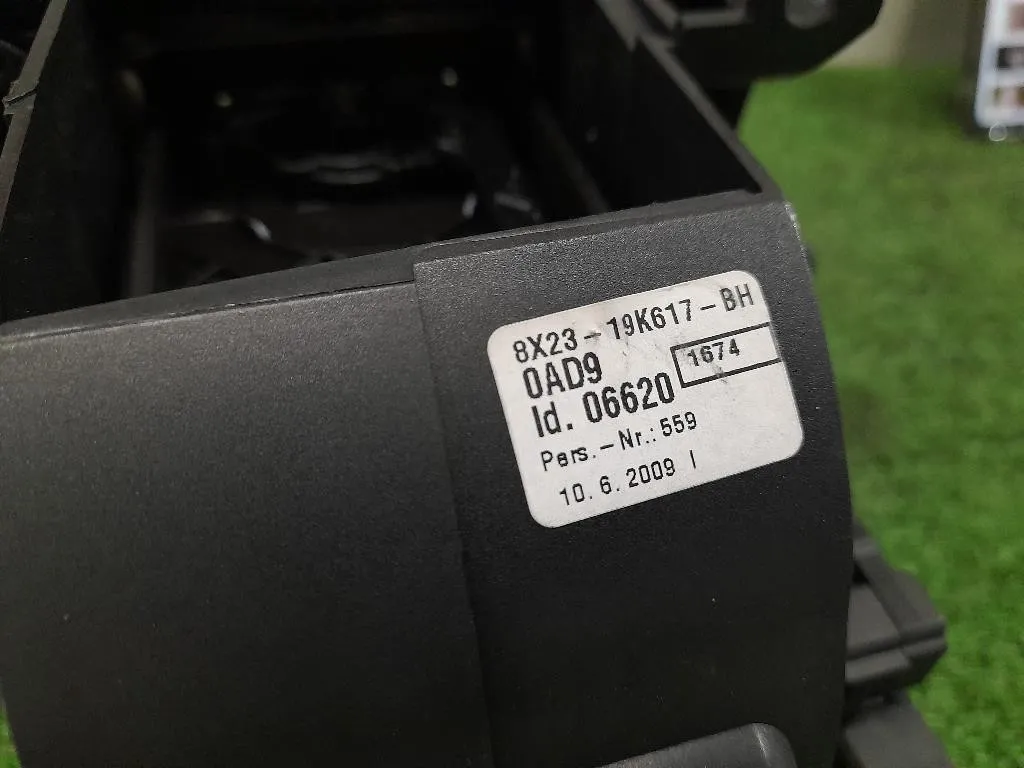 8X23-19K617-BH
0AD9
1674
Id. 06620
Pers.-Nr.: 559
10. 6. 2009 I